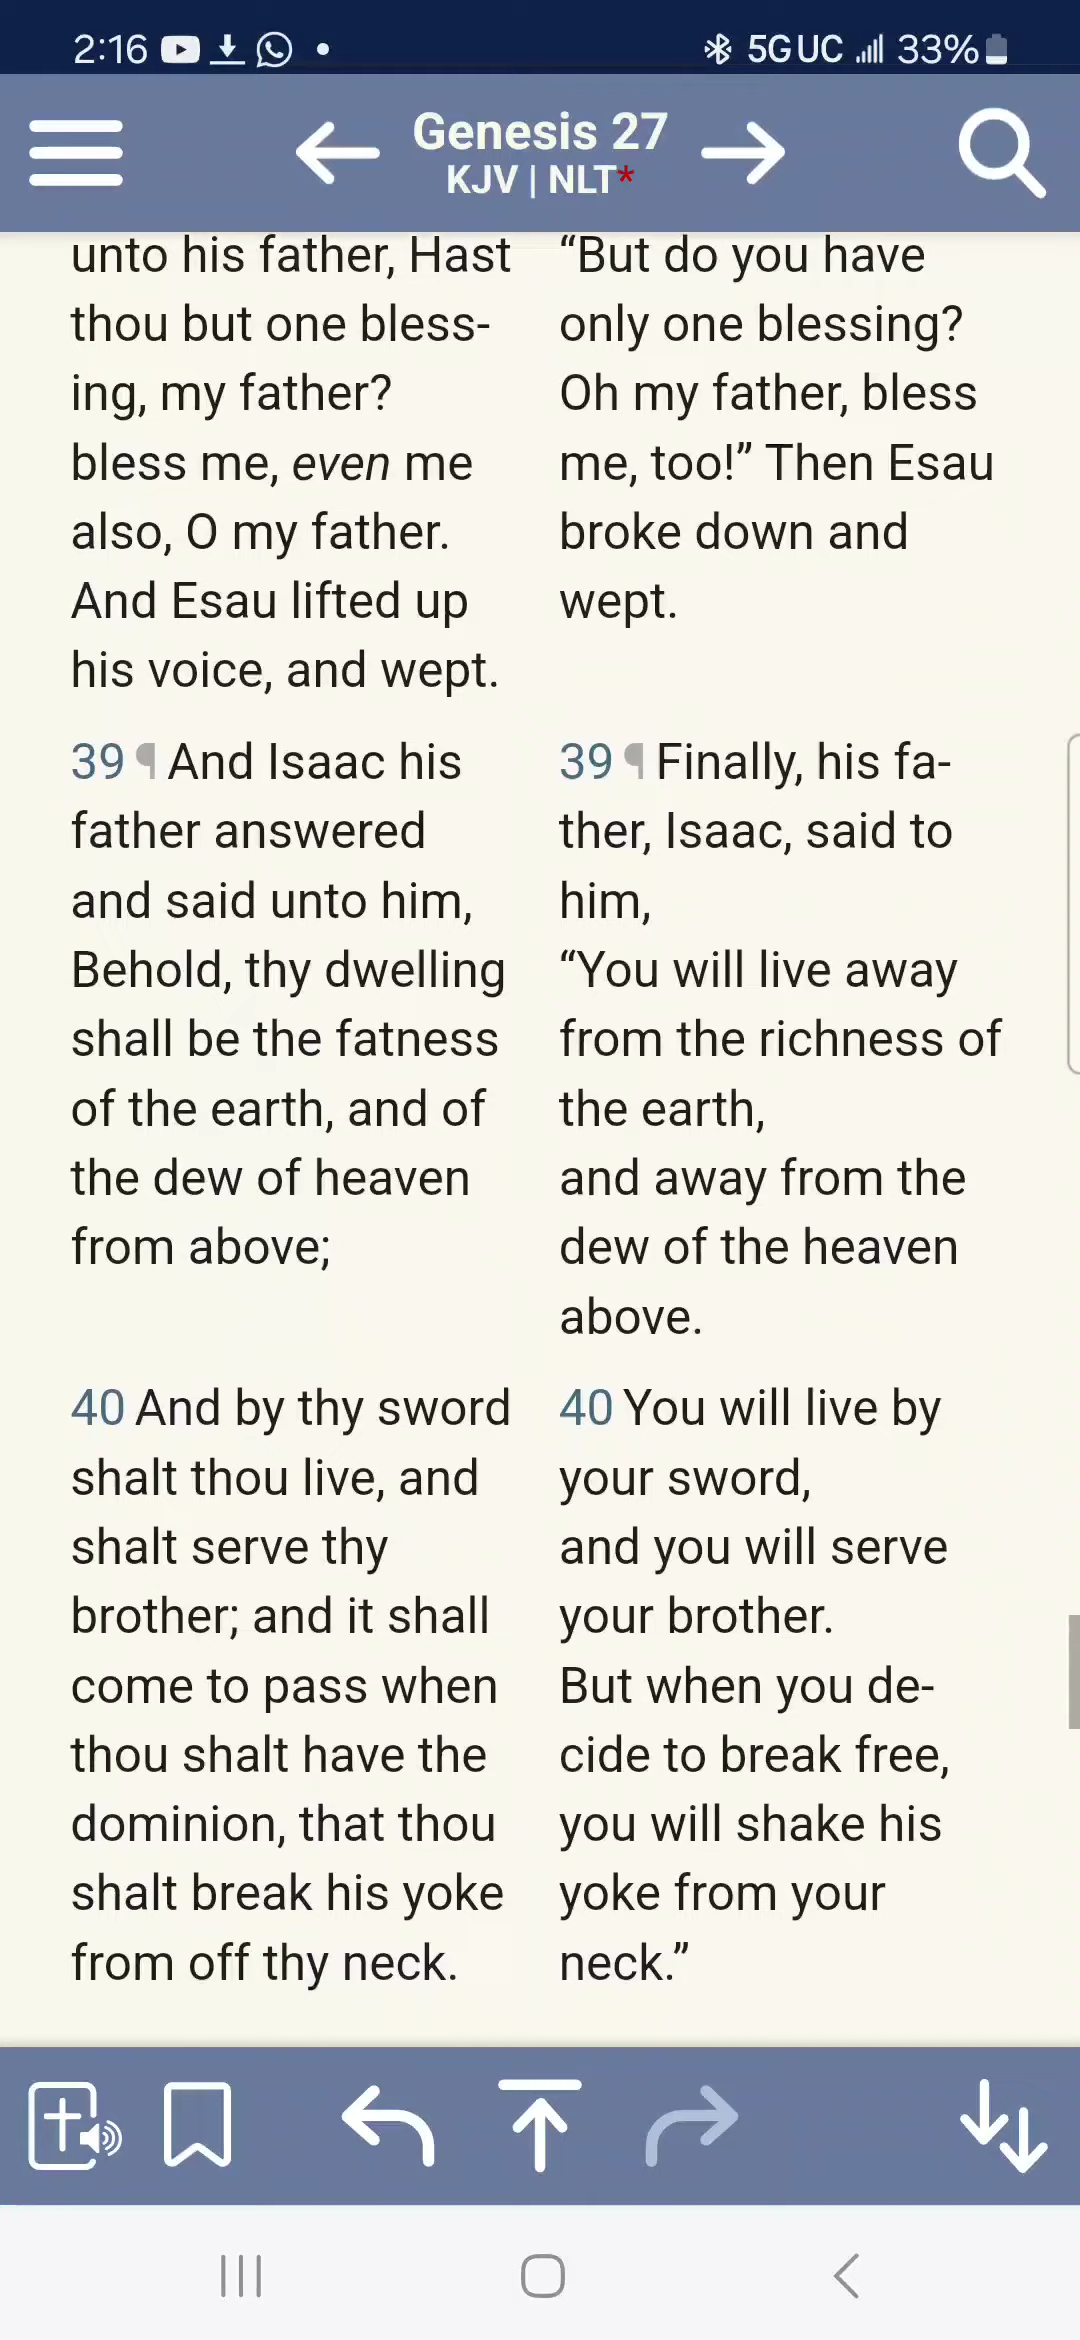 2:16
5G UC
33%
Genesis 27
KJV | NLT*
unto his father, Hast
thou but one bless-
ing, my father?
bless me, even me
also, O my father.
And Esau lifted up
his voice, and wept.
39 ¶ And Isaac his
father answered
and said unto him,
Behold, thy dwelling
shall be the fatness
of the earth, and of
the dew of heaven
from above;
40 And by thy sword
shalt thou live, and
shalt serve thy
brother; and it shall
come to pass when
thou shalt have the
dominion, that thou
shalt break his yoke
from off thy neck.
“But do you have
only one blessing?
Oh my father, bless
me, too!” Then Esau
broke down and
wept.
39 ¶ Finally, his fa-
ther, Isaac, said to
him,
“You will live away
from the richness of
the earth,
and away from the
dew of the heaven
above.
40 You will live by
your sword,
and you will serve
your brother.
But when you de-
cide to break free,
you will shake his
yoke from your
neck.”